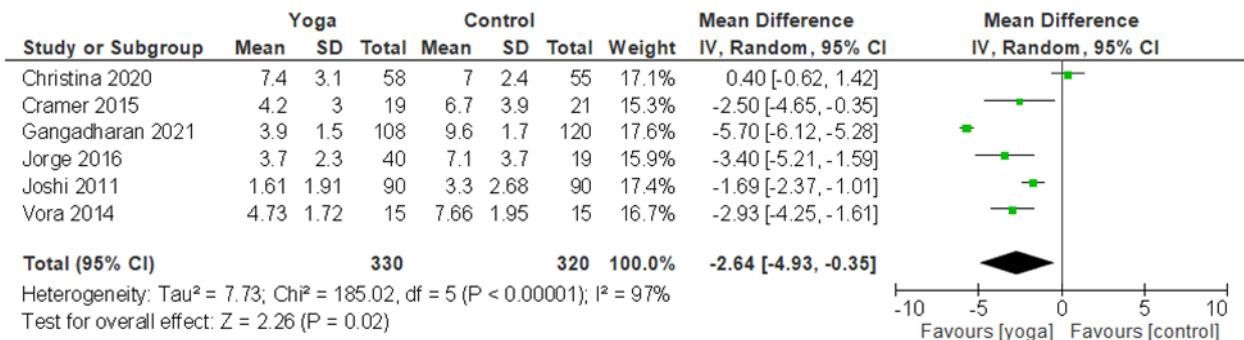 Yoga Control Mean Difference Mean Difference
Study or Subgroup Mean SD Total Mean SD Total Weight IV, Random, 95% CI IV, Random, 95% CI
Christina 2020 7.4 3.1 58 7 2.4 55 17.1% 0.40 [-0.62, 1.42]
Cramer 2015 4.2 3 19 6.7 3.9 21 15.3% -2.50 [-4.65, -0.35]
Gangadharan 2021 3.9 1.5 108 9.6 1.7 120 17.6% -5.70 [-6.12, -5.28]
Jorge 2016 3.7 2.3 40 7.1 3.7 19 15.9% -3.40 [-5.21, -1.59]
Joshi 2011 1.61 1.91 90 3.3 2.68 90 17.4% -1.69 [-2.37, -1.01]
Vora 2014 4.73 1.72 15 7.66 1.95 15 16.7% -2.93 [-4.25, -1.61]
Total (95% CI) 330 320 100.0% -2.64 [-4.93, -0.35]
Heterogeneity: Tau² = 7.73; Chi² = 185.02, df = 5 (P < 0.00001); I² = 97%
Test for overall effect: Z = 2.26 (P = 0.02)
-10 -5 0 5 10
Favours [yoga] Favours [control]